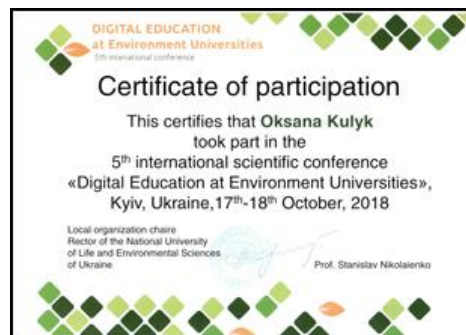 DIGITAL EDUCATION
at Environment Universities
5th international conference
Certificate of participation
This certifies that Oksana Kulyk
took part in the
5th international scientific conference
«Digital Education at Environment Universities»,
Kyiv, Ukraine,17th-18th October, 2018
Local organization chaire
Rector of the National University
of Life and Environmental Sciences
of Ukraine
Prof. Stanislav Nikolaienko